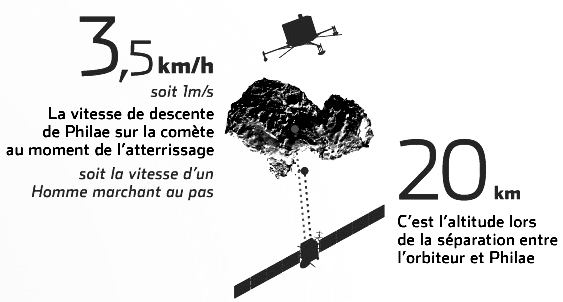 3,5 km/h
soit 1m/s
La vitesse de descente
de Philae sur la comète
au moment de l'atterrissage
soit la vitesse d'un
Homme marchant au pas
20 km
C'est l'altitude lors
de la séparation entre
l'orbiteur et Philae